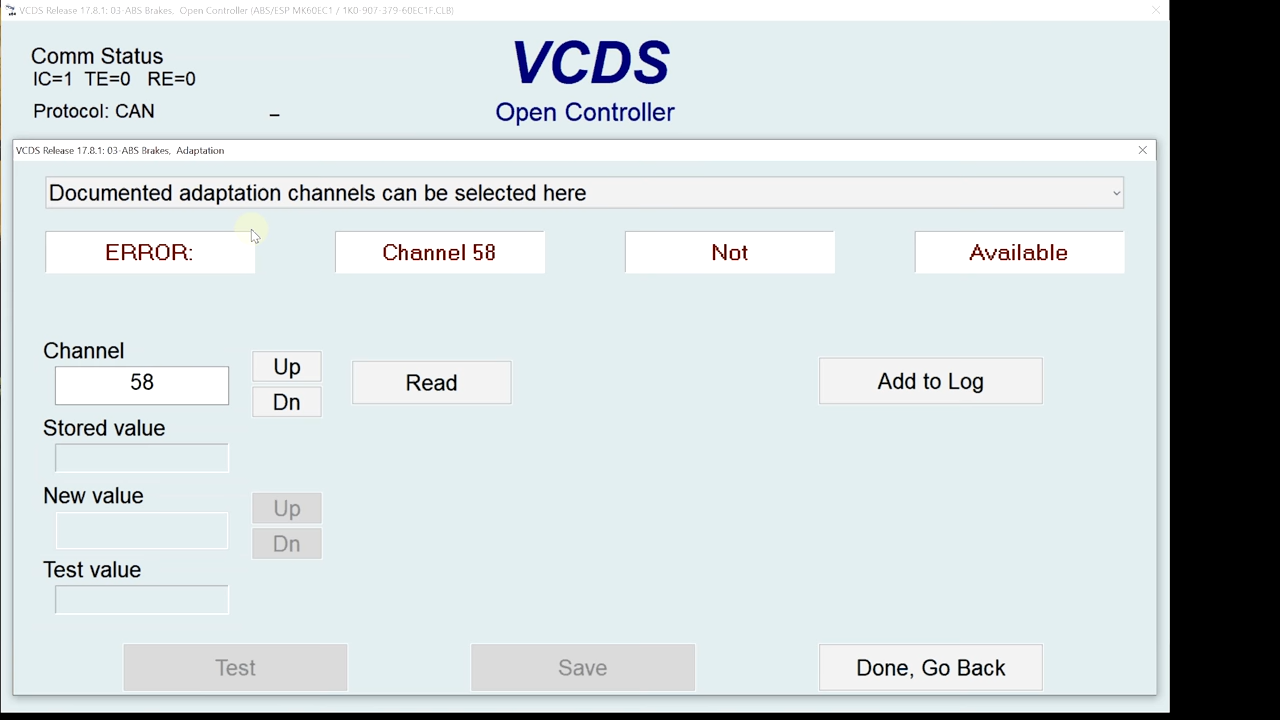 VCDS Release 17.8.1: 03-ABS Brakes,  Open Controller (ABS/ESP MK60EC1 / 1K0-907-379-60EC1F.CLB)
Comm Status
IC=1  TE=0  RE=0
Protocol: CAN
VCDS
Open Controller
VCDS Release 17.8.1: 03-ABS Brakes,  Adaptation
Documented adaptation channels can be selected here
ERROR: Channel 58 Not Available
Channel
58
Up
Dn
Read
Add to Log
Stored value
New value
Up
Dn
Test value
Test
Save
Done, Go Back